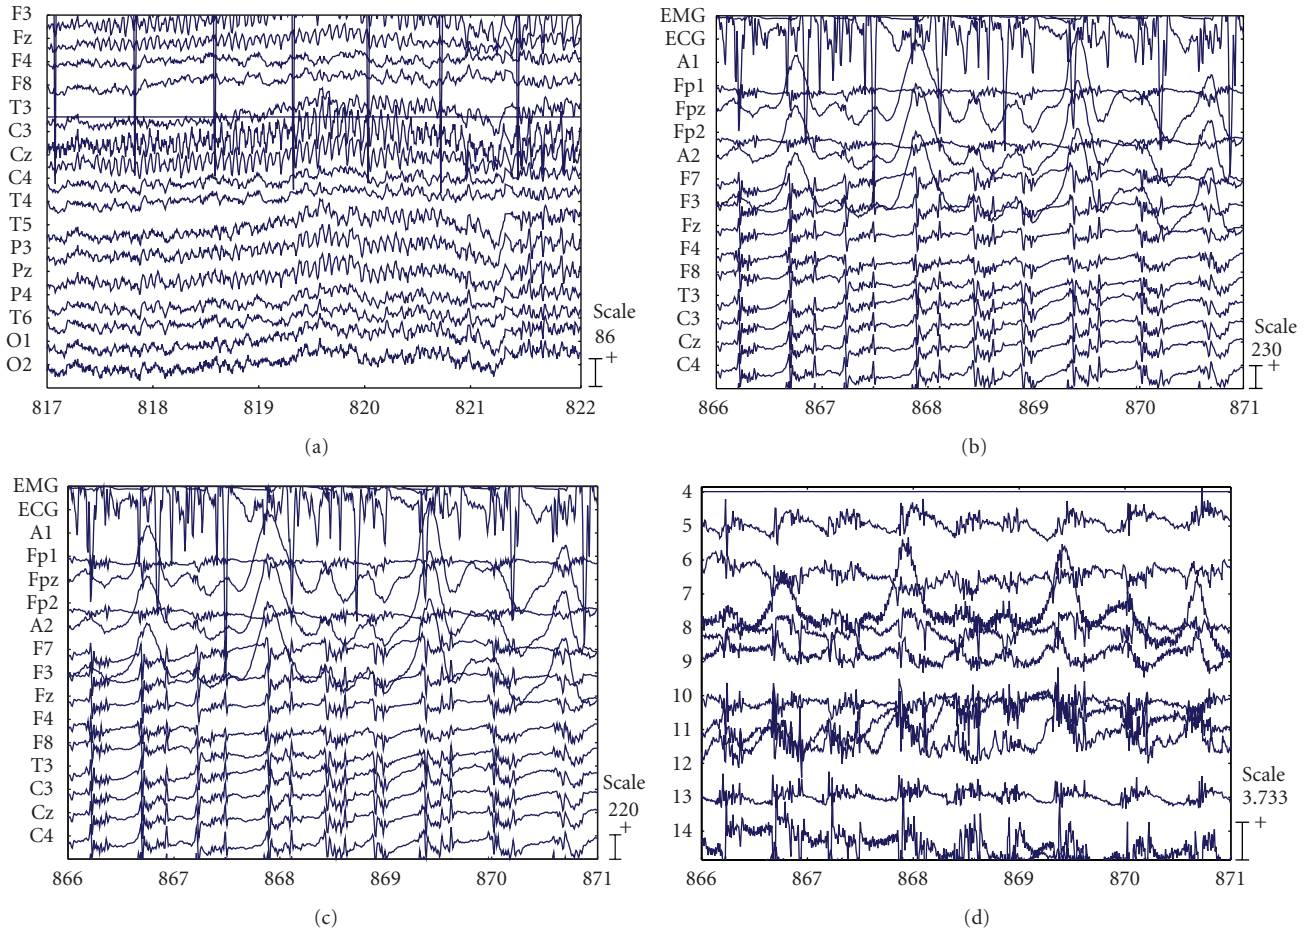 F3
Fz
F4
F8
T3
C3
Cz
C4
T4
T5
P3
Pz
P4
T6
O1
O2
Scale
86
+
817 818 819 820 821 822
(a)
EMG
ECG
A1
Fp1
Fpz
Fp2
A2
F7
F3
Fz
F4
F8
T3
C3
Cz
C4
Scale
230
+
866 867 868 869 870 871
(b)
EMG
ECG
A1
Fp1
Fpz
Fp2
A2
F7
F3
Fz
F4
F8
T3
C3
Cz
C4
Scale
220
+
866 867 868 869 870 871
(c)
4
5
6
7
8
9
10
11
12
13
14
Scale
3.733
+
866 867 868 869 870 871
(d)